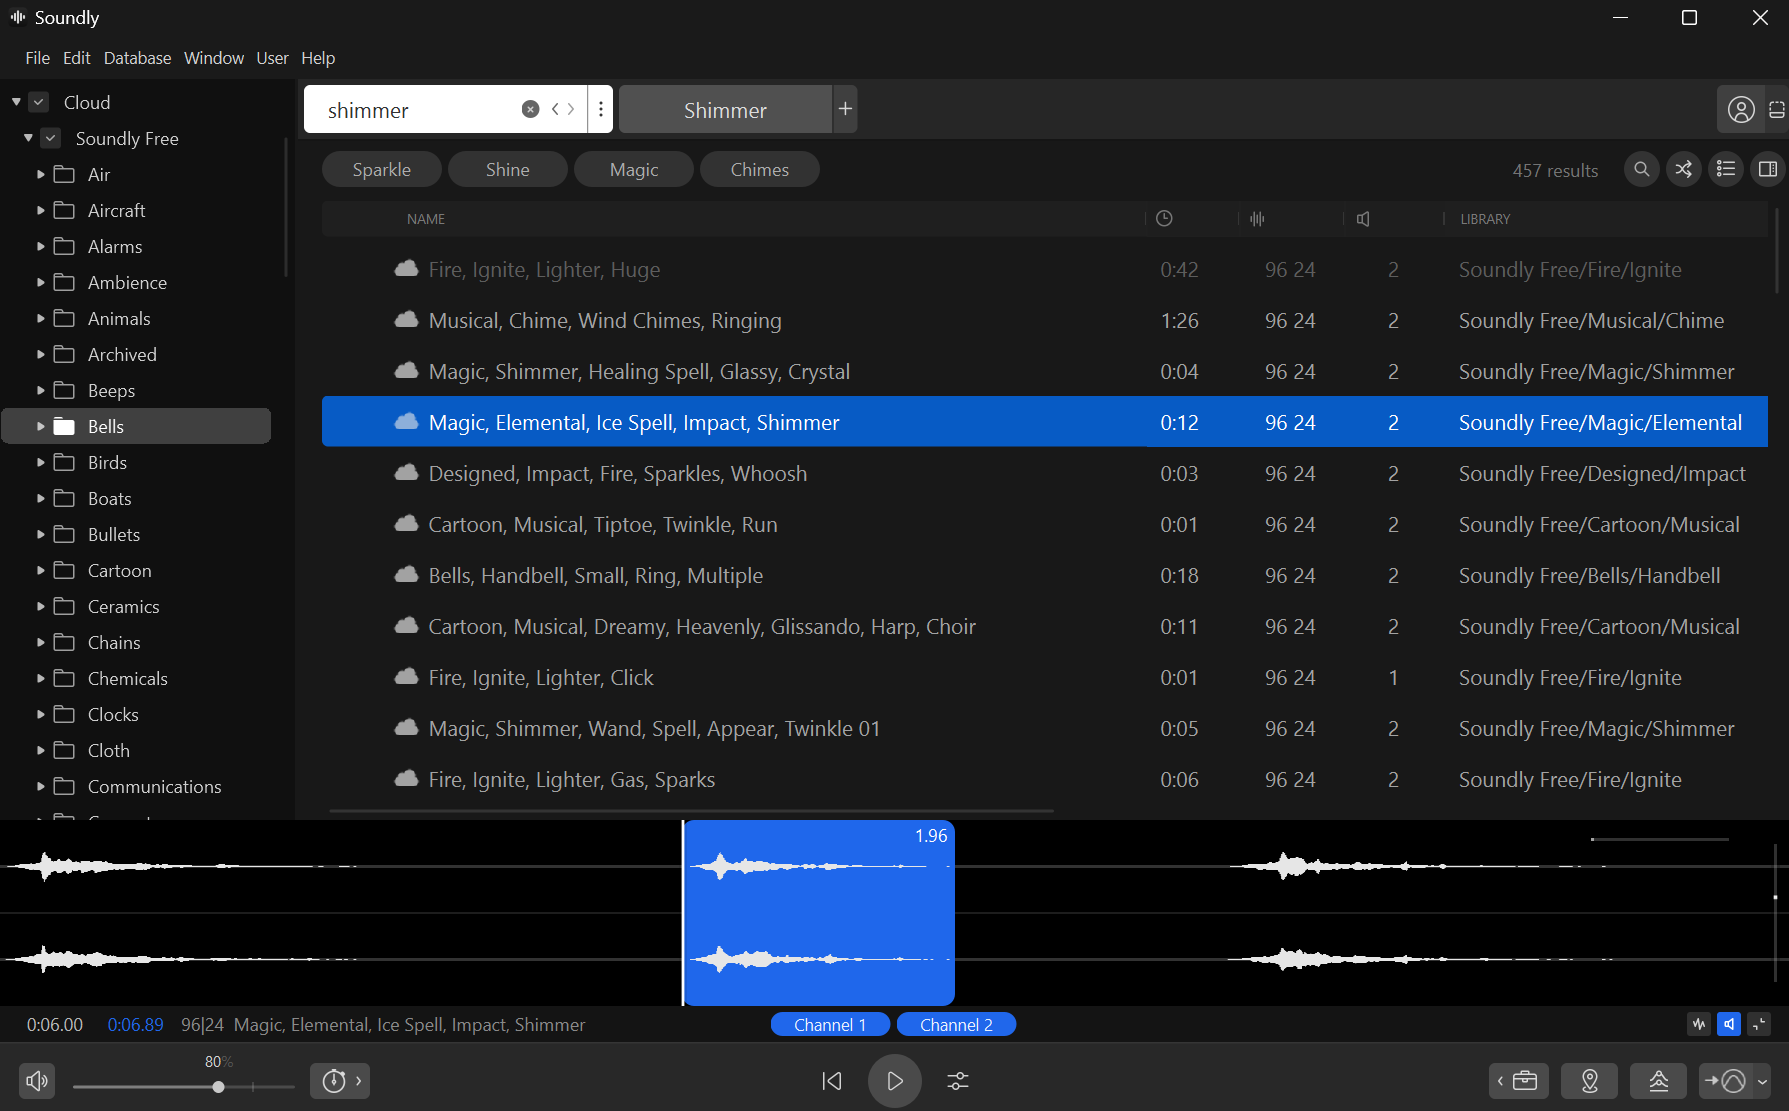 Soundly
File Edit Database Window User Help
Cloud
Soundly Free
Air
Aircraft
Alarms
Ambience
Animals
Archived
Beeps
Bells
Birds
Boats
Bullets
Cartoon
Ceramics
Chains
Chemicals
Clocks
Cloth
Communications
shimmer
Shimmer
Sparkle Shine Magic Chimes
457 results
NAME LIBRARY
Fire, Ignite, Lighter, Huge 0:42 96 24 2 Soundly Free/Fire/Ignite
Musical, Chime, Wind Chimes, Ringing 1:26 96 24 2 Soundly Free/Musical/Chime
Magic, Shimmer, Healing Spell, Glassy, Crystal 0:04 96 24 2 Soundly Free/Magic/Shimmer
Magic, Elemental, Ice Spell, Impact, Shimmer 0:12 96 24 2 Soundly Free/Magic/Elemental
Designed, Impact, Fire, Sparkles, Whoosh 0:03 96 24 2 Soundly Free/Designed/Impact
Cartoon, Musical, Tiptoe, Twinkle, Run 0:01 96 24 2 Soundly Free/Cartoon/Musical
Bells, Handbell, Small, Ring, Multiple 0:18 96 24 2 Soundly Free/Bells/Handbell
Cartoon, Musical, Dreamy, Heavenly, Glissando, Harp, Choir 0:11 96 24 2 Soundly Free/Cartoon/Musical
Fire, Ignite, Lighter, Click 0:01 96 24 1 Soundly Free/Fire/Ignite
Magic, Shimmer, Wand, Spell, Appear, Twinkle 01 0:05 96 24 2 Soundly Free/Magic/Shimmer
Fire, Ignite, Lighter, Gas, Sparks 0:06 96 24 2 Soundly Free/Fire/Ignite
1.96
0:06.00 0:06.89 96|24 Magic, Elemental, Ice Spell, Impact, Shimmer Channel 1 Channel 2
80%